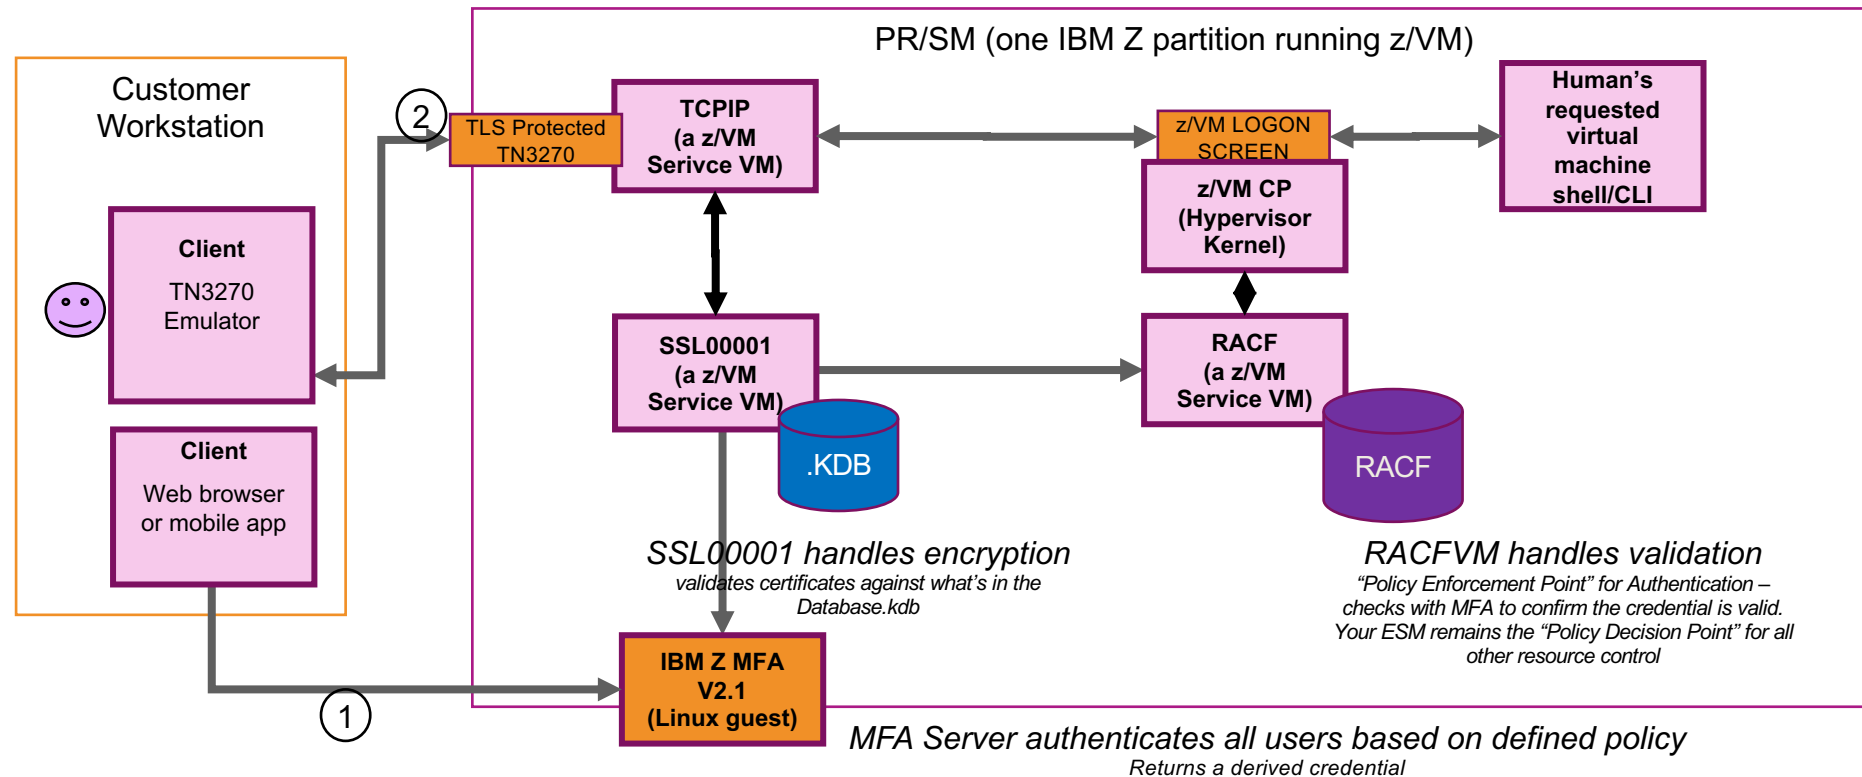 PR/SM (one IBM Z partition running z/VM)
Customer
Workstation
2
TLS Protected
TN3270
TCPIP
(a z/VM
Serivce VM)
z/VM LOGON
SCREEN
z/VM CP
(Hypervisor
Kernel)
Human’s
requested
virtual
machine
shell/CLI
Client
TN3270
Emulator
SSL00001
(a z/VM
Service VM)
.KDB
RACF
(a z/VM
Service VM)
RACF
Client
Web browser
or mobile app
SSL00001 handles encryption
validates certificates against what’s in the
Database.kdb
RACFVM handles validation
“Policy Enforcement Point” for Authentication –
checks with MFA to confirm the credential is valid.
Your ESM remains the “Policy Decision Point” for all
other resource control
1
IBM Z MFA
V2.1
(Linux guest)
MFA Server authenticates all users based on defined policy
Returns a derived credential